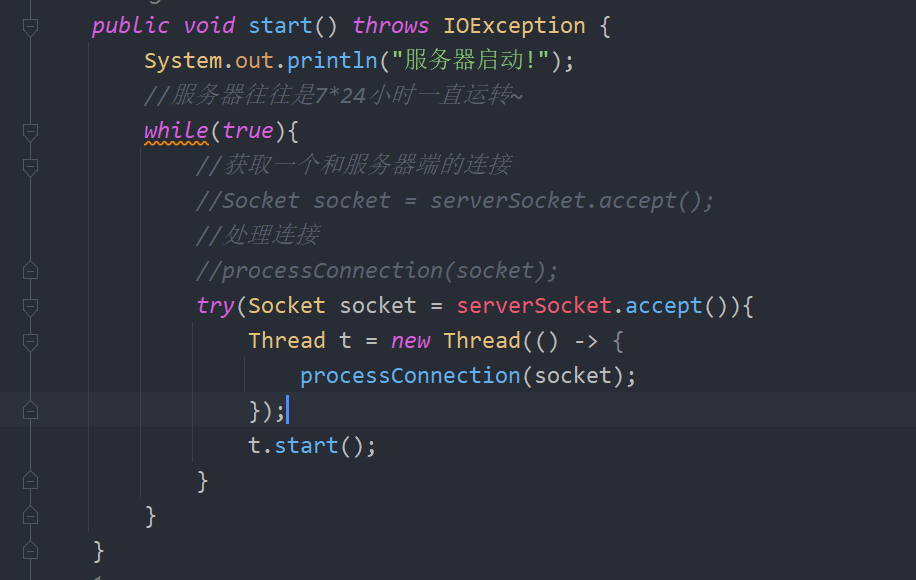 public void start() throws IOException {
System.out.println("服务器启动!");
//服务器往往是7*24小时一直运转~
while(true){
//获取一个和服务器端的连接
//Socket socket = serverSocket.accept();
//处理连接
//processConnection(socket);
try(Socket socket = serverSocket.accept()){
Thread t = new Thread(() -> {
processConnection(socket);
});
t.start();
}
}
}